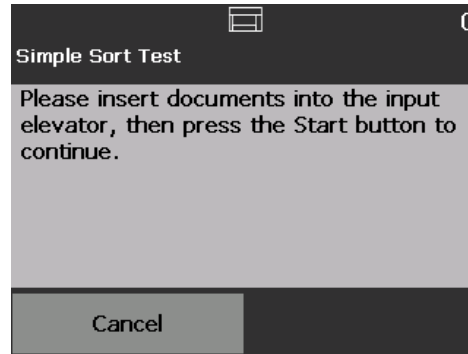 Simple Sort Test
Please insert documents into the input
elevator, then press the Start button to
continue.
Cancel